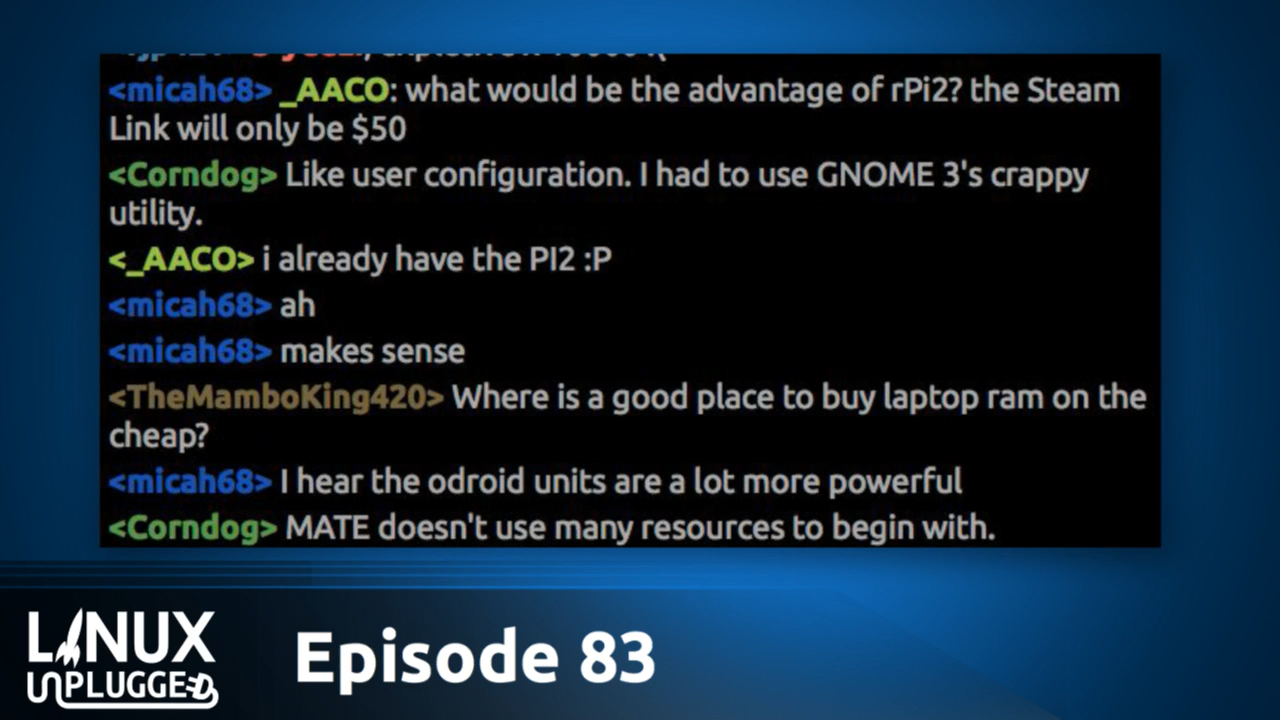 <micah68> _AACO: what would be the advantage of rPi2? the Steam
Link will only be $50
<Corndog> Like user configuration. I had to use GNOME 3's crappy
utility.
<_AACO> i already have the PI2 :P
<micah68> ah
<micah68> makes sense
<TheMamboKing420> Where is a good place to buy laptop ram on the
cheap?
<micah68> I hear the odroid units are a lot more powerful
<Corndog> MATE doesn't use many resources to begin with.
LINUX
UNPLUGGED
Episode 83